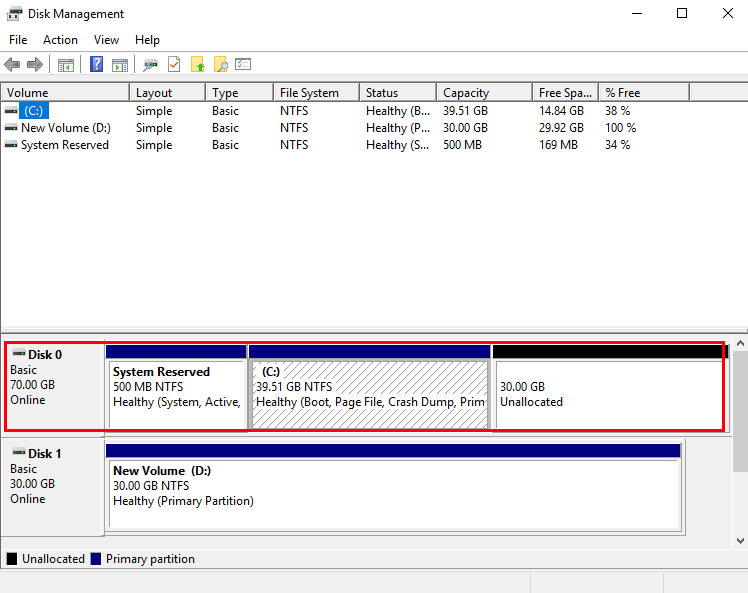 Disk Management
File Action View Help
Volume Layout Type File System Status Capacity Free Spa... % Free
(C:) Simple Basic NTFS Healthy (B... 39.51 GB 14.84 GB 38 %
New Volume (D:) Simple Basic NTFS Healthy (P... 30.00 GB 29.92 GB 100 %
System Reserved Simple Basic NTFS Healthy (S... 500 MB 169 MB 34 %
Disk 0
Basic
70.00 GB
Online
System Reserved
500 MB NTFS
Healthy (System, Active,
(C:)
39.51 GB NTFS
Healthy (Boot, Page File, Crash Dump, Prim
30.00 GB
Unallocated
Disk 1
Basic
30.00 GB
Online
New Volume (D:)
30.00 GB NTFS
Healthy (Primary Partition)
Unallocated Primary partition